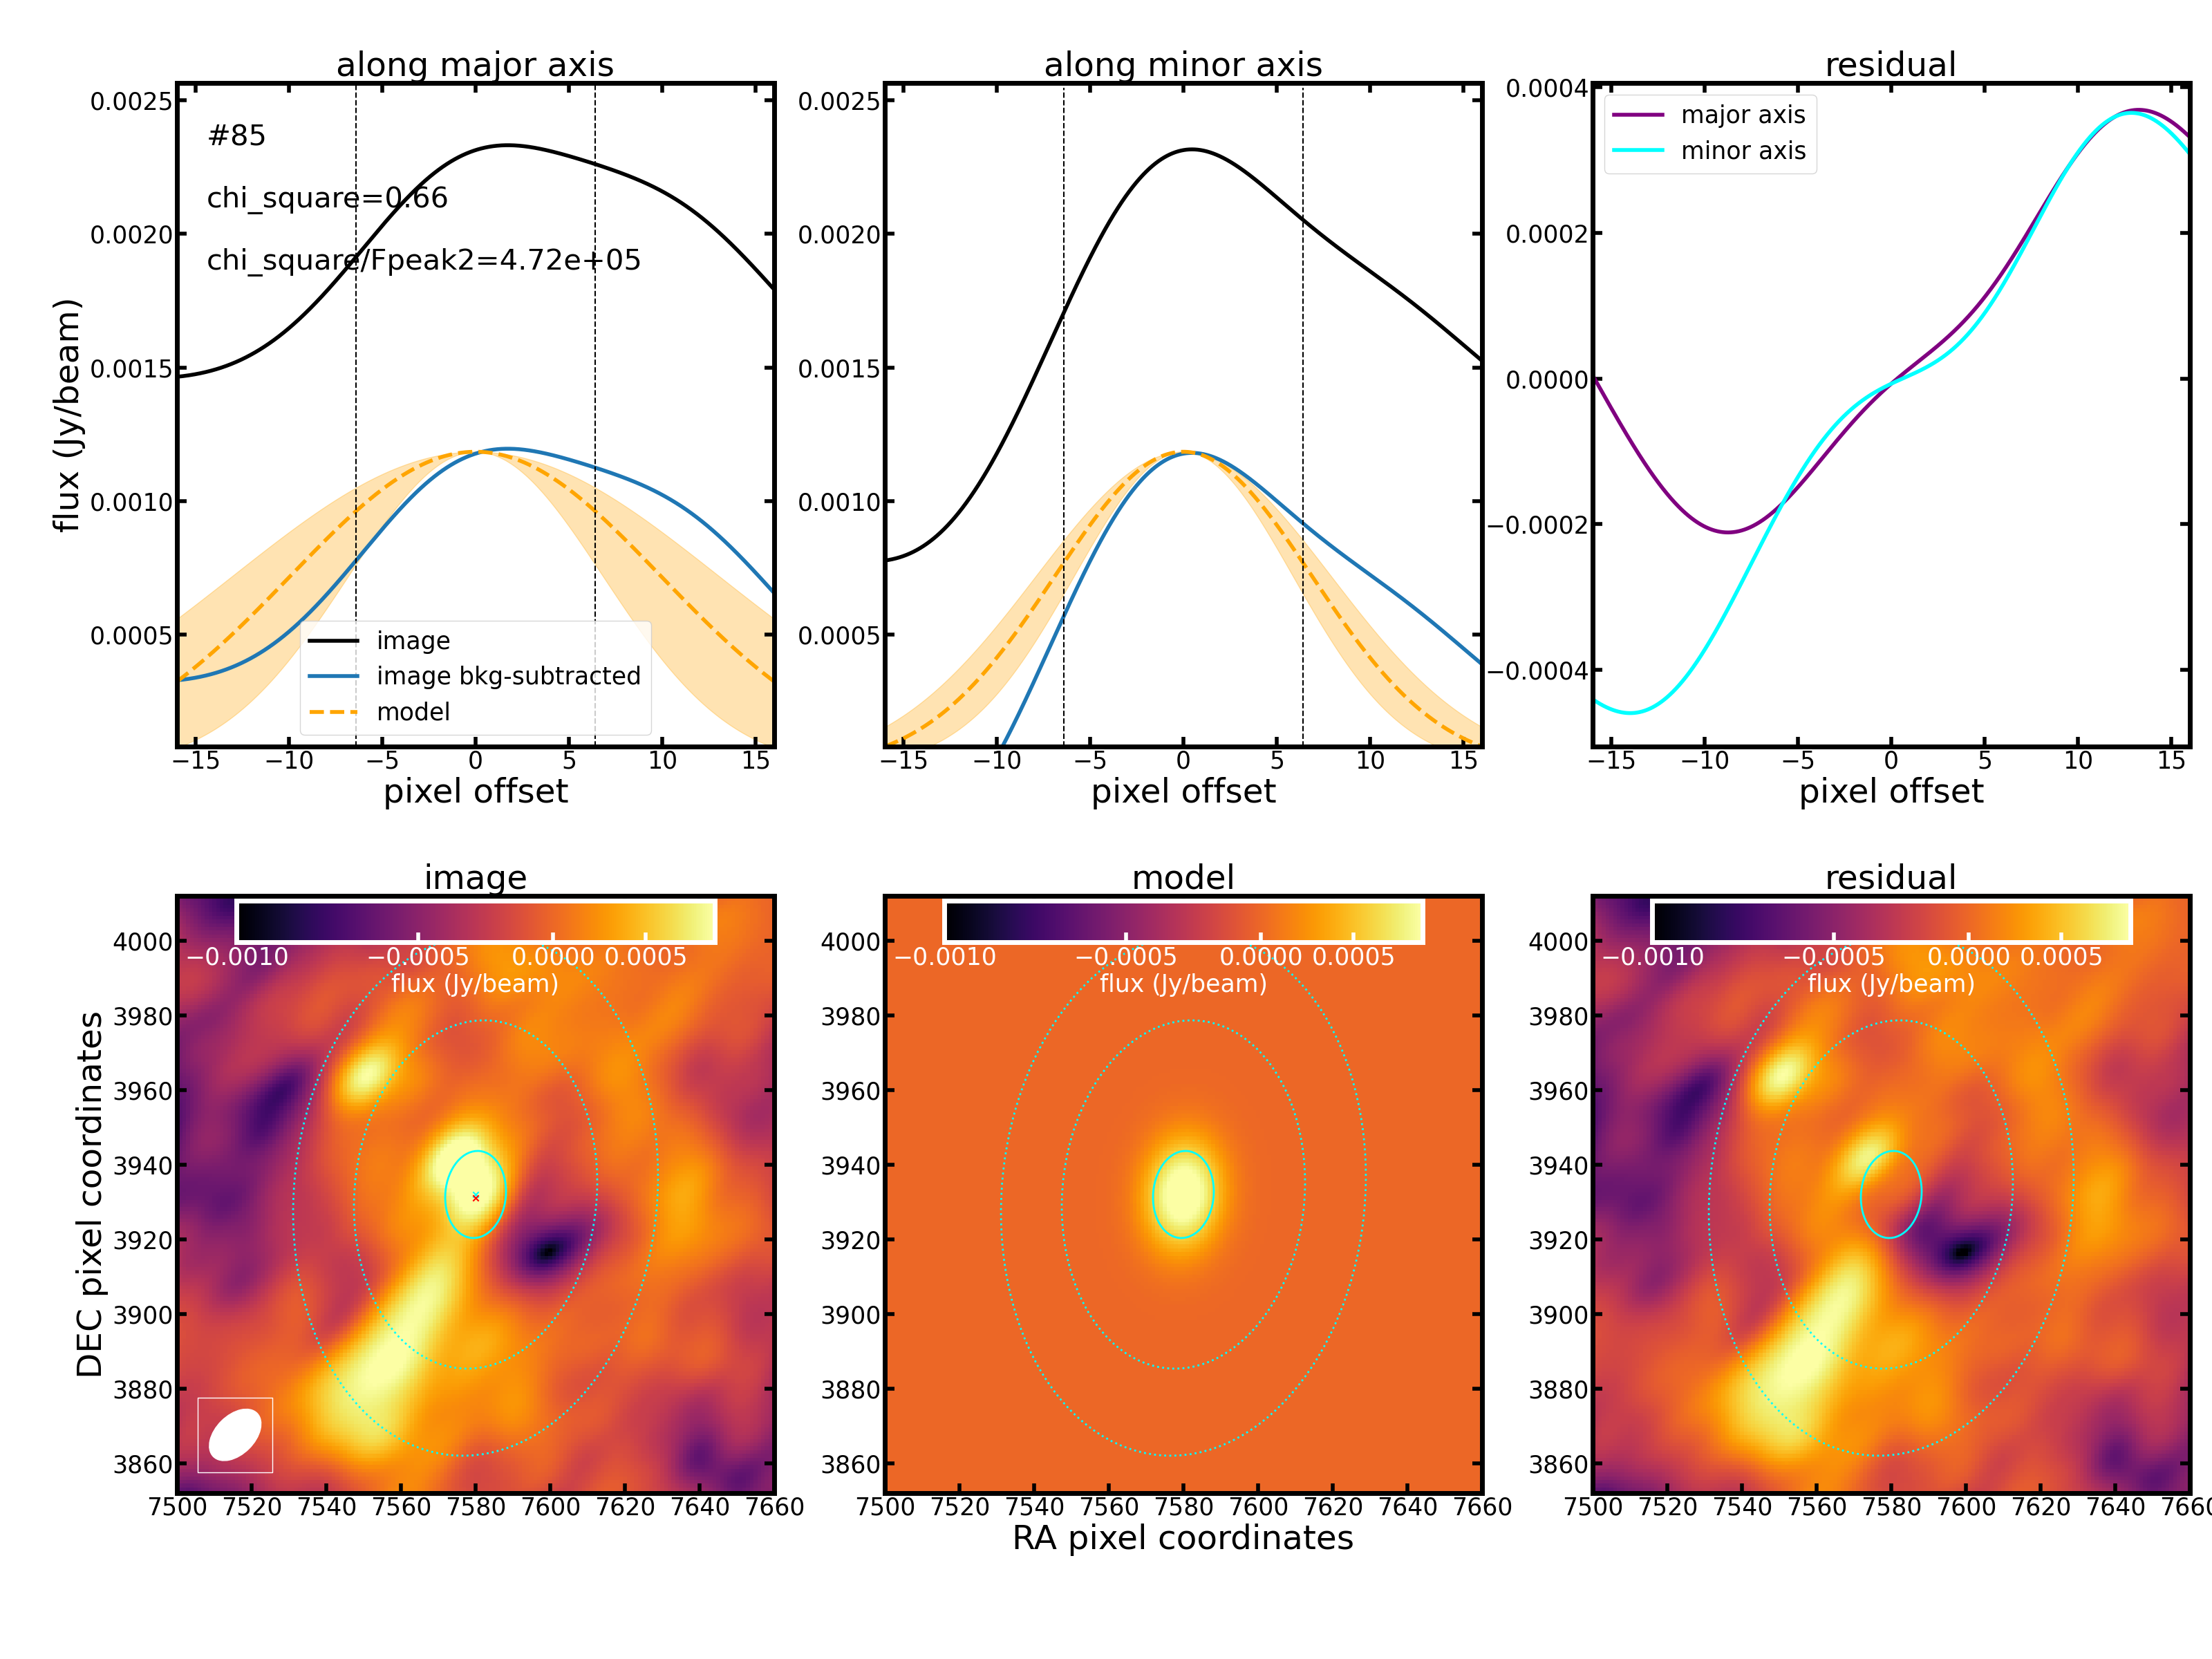 along major axis
along minor axis
residual
flux (Jy/beam)
0.0025
0.0020
0.0015
0.0010
0.0005
#85
chi_square=0.66
chi_square/Fpeak2=4.72e+05
image
image bkg-subtracted
model
−15 −10 −5 0 5 10 15
pixel offset
0.0025
0.0020
0.0015
0.0010
0.0005
−15 −10 −5 0 5 10 15
pixel offset
0.0004
0.0002
0.0000
−0.0002
−0.0004
major axis
minor axis
−15 −10 −5 0 5 10 15
pixel offset
image
model
residual
DEC pixel coordinates
4000
3980
3960
3940
3920
3900
3880
3860
−0.0010 −0.0005 0.0000 0.0005
flux (Jy/beam)
7500 7520 7540 7560 7580 7600 7620 7640 7660
4000
3980
3960
3940
3920
3900
3880
3860
−0.0010 −0.0005 0.0000 0.0005
flux (Jy/beam)
7500 7520 7540 7560 7580 7600 7620 7640 7660
RA pixel coordinates
4000
3980
3960
3940
3920
3900
3880
3860
−0.0010 −0.0005 0.0000 0.0005
flux (Jy/beam)
7500 7520 7540 7560 7580 7600 7620 7640 7660